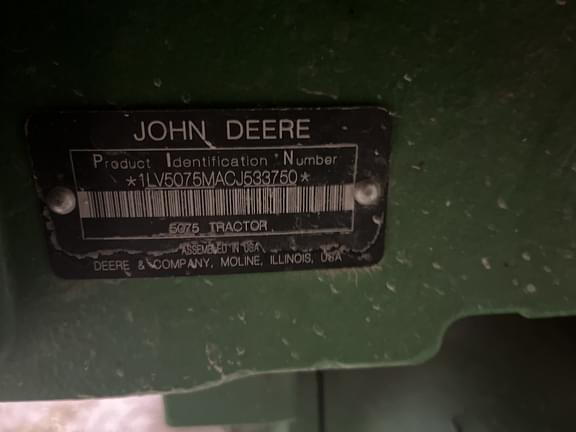 JOHN DEERE
Product Identification Number
*1LV5075MACJ533750*
5075 TRACTOR
ASSEMBLED IN USA
DEERE & COMPANY, MOLINE, ILLINOIS, USA